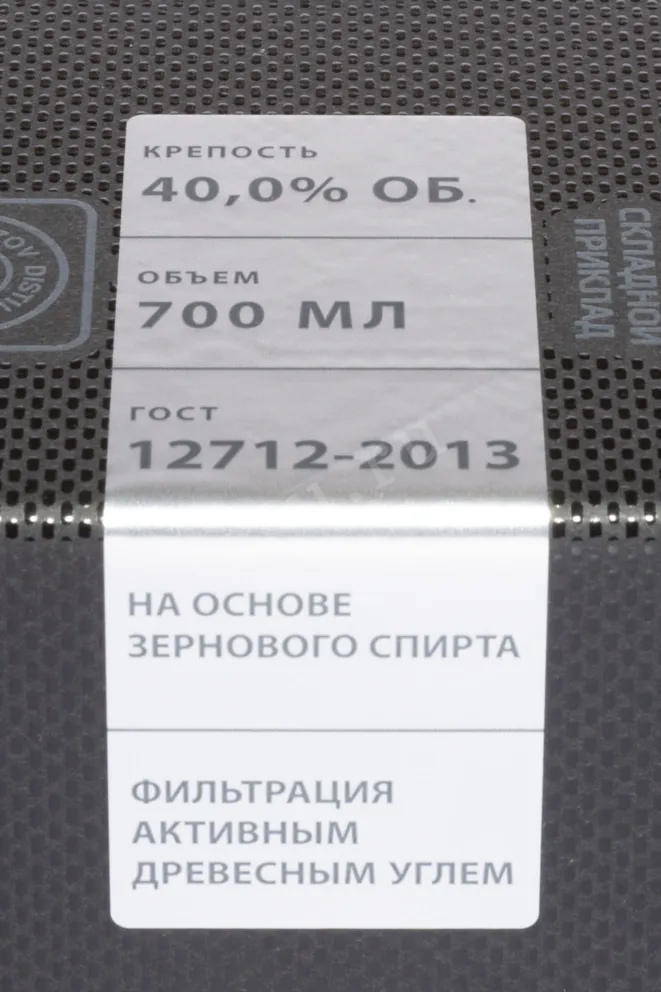 КРЕПОСТЬ
40,0% ОБ.
ОБЪЕМ
700 МЛ
ГОСТ
12712-2013
НА ОСНОВЕ
ЗЕРНОВОГО СПИРТА
ФИЛЬТРАЦИЯ
АКТИВНЫМ
ДРЕВЕСНЫМ УГЛЕМ
СКЛАДНОЙ
ПРИКЛАД